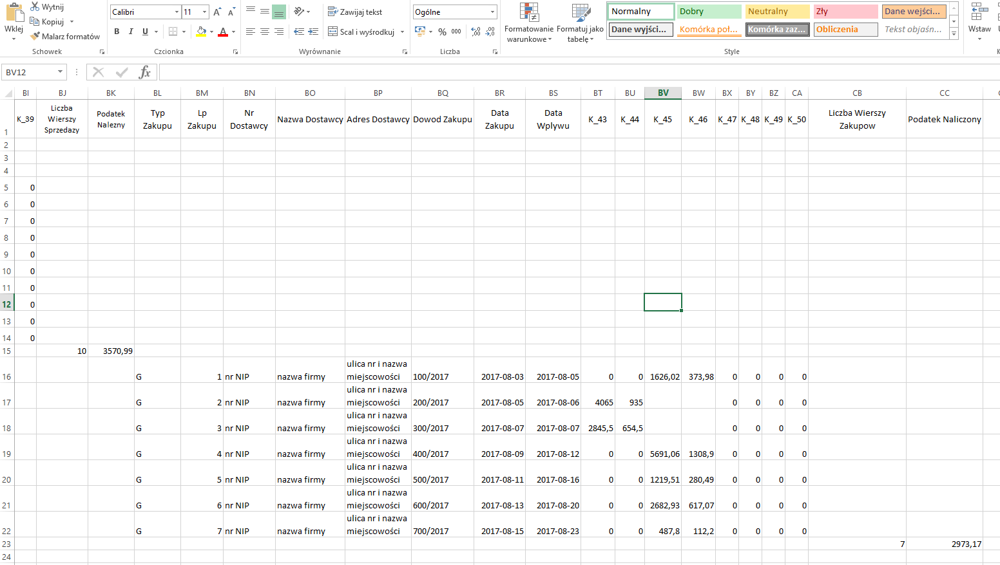 Wklej
Wytnij
Kopiuj
Malarz formatów
Schowek
Calibri 11 A A
B I U A
Czcionka
Zawijaj tekst
Scal i wyśrodkuj
Wyrównanie
Ogólne
% 000 ,0 ,00 ,00 ,0
Liczba
Formatowanie warunkowe
Formatuj jako tabelę
Normalny Dobry Neutralny Zły Dane wejści...
Dane wyjści... Komórka poł... Komórka zaz... Obliczenia Tekst objaśn...
Style
Wstaw
BV12 fx
BI BJ BK BL BM BN BO BP BQ BR BS BT BU BV BW BX BY BZ CA CB CC
1 K_39 Liczba Wierszy Sprzedazy Podatek Nalezny Typ Zakupu Lp Zakupu Nr Dostawcy Nazwa Dostawcy Adres Dostawcy Dowod Zakupu Data Zakupu Data Wplywu K_43 K_44 K_45 K_46 K_47 K_48 K_49 K_50 Liczba Wierszy Zakupow Podatek Naliczony
2
3
4
5 0
6 0
7 0
8 0
9 0
10 0
11 0
12 0
13 0
14 0
15 10 3570,99
16 G 1 nr NIP nazwa firmy ulica nr i nazwa miejscowości 100/2017 2017-08-03 2017-08-05 0 0 1626,02 373,98 0 0 0 0
17 G 2 nr NIP nazwa firmy ulica nr i nazwa miejscowości 200/2017 2017-08-05 2017-08-06 4065 935 0 0 0 0
18 G 3 nr NIP nazwa firmy ulica nr i nazwa miejscowości 300/2017 2017-08-07 2017-08-07 2845,5 654,5 0 0 0 0
19 G 4 nr NIP nazwa firmy ulica nr i nazwa miejscowości 400/2017 2017-08-09 2017-08-12 0 0 5691,06 1308,9 0 0 0 0
20 G 5 nr NIP nazwa firmy ulica nr i nazwa miejscowości 500/2017 2017-08-11 2017-08-16 0 0 1219,51 280,49 0 0 0 0
21 G 6 nr NIP nazwa firmy ulica nr i nazwa miejscowości 600/2017 2017-08-13 2017-08-20 0 0 2682,93 617,07 0 0 0 0
22 G 7 nr NIP nazwa firmy ulica nr i nazwa miejscowości 700/2017 2017-08-15 2017-08-23 0 0 487,8 112,2 0 0 0 0
23 7 2973,17
24